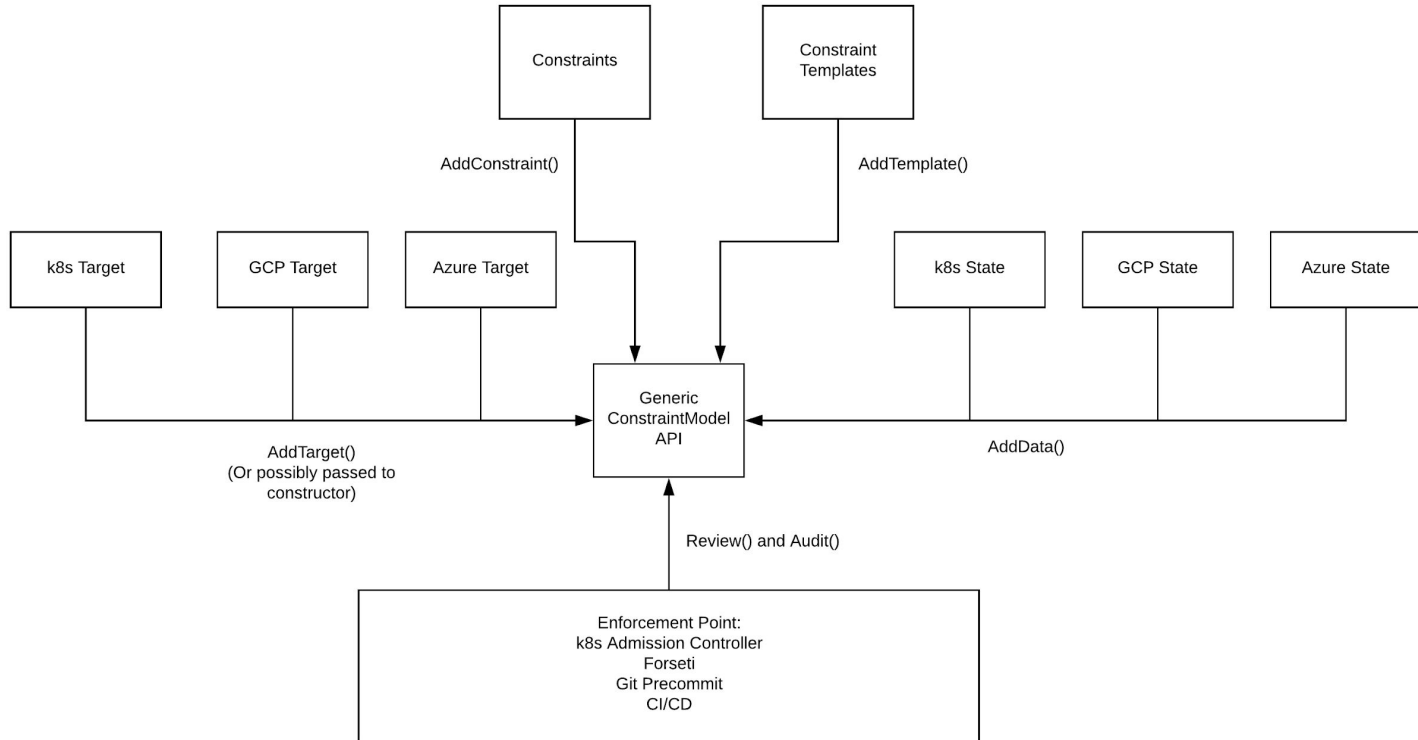 Constraints
Constraint
Templates
AddConstraint()
AddTemplate()
k8s Target
GCP Target
Azure Target
k8s State
GCP State
Azure State
Generic
ConstraintModel
API
AddTarget()
(Or possibly passed to
constructor)
AddData()
Review() and Audit()
Enforcement Point:
k8s Admission Controller
Forseti
Git Precommit
CI/CD